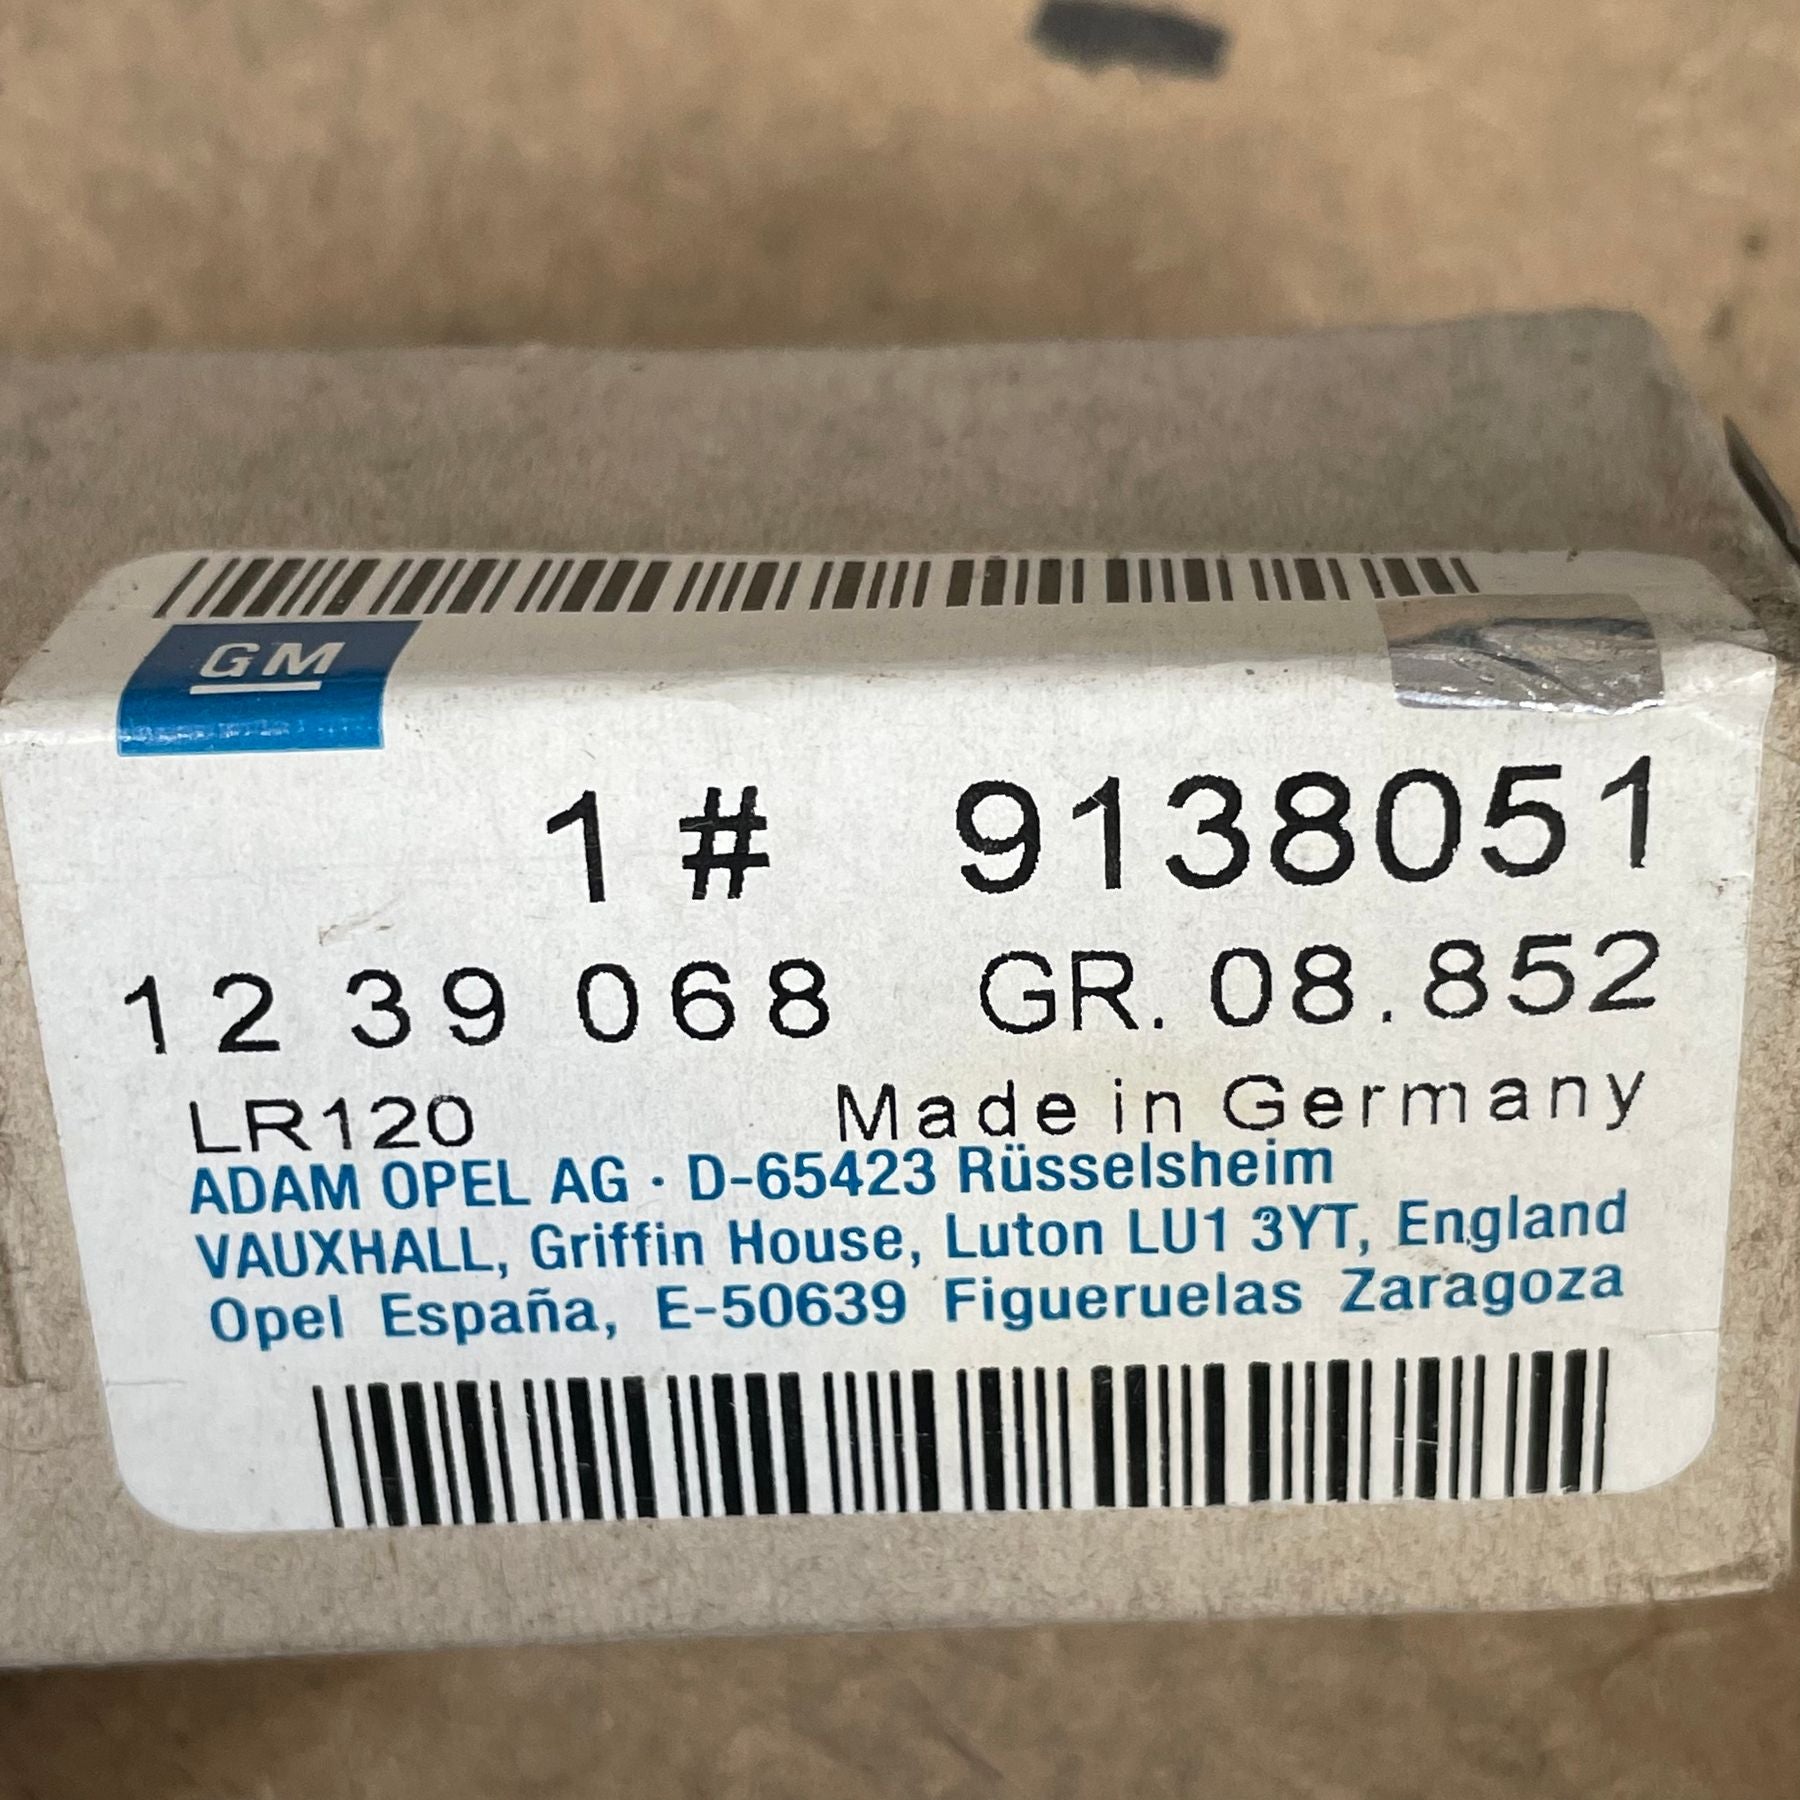 GM
1 # 9138051
12 39 068 GR. 08.852
LR120 Made in Germany
ADAM OPEL AG · D-65423 Rüsselsheim
VAUXHALL, Griffin House, Luton LU1 3YT, England
Opel España, E-50639 Figueruelas Zaragoza